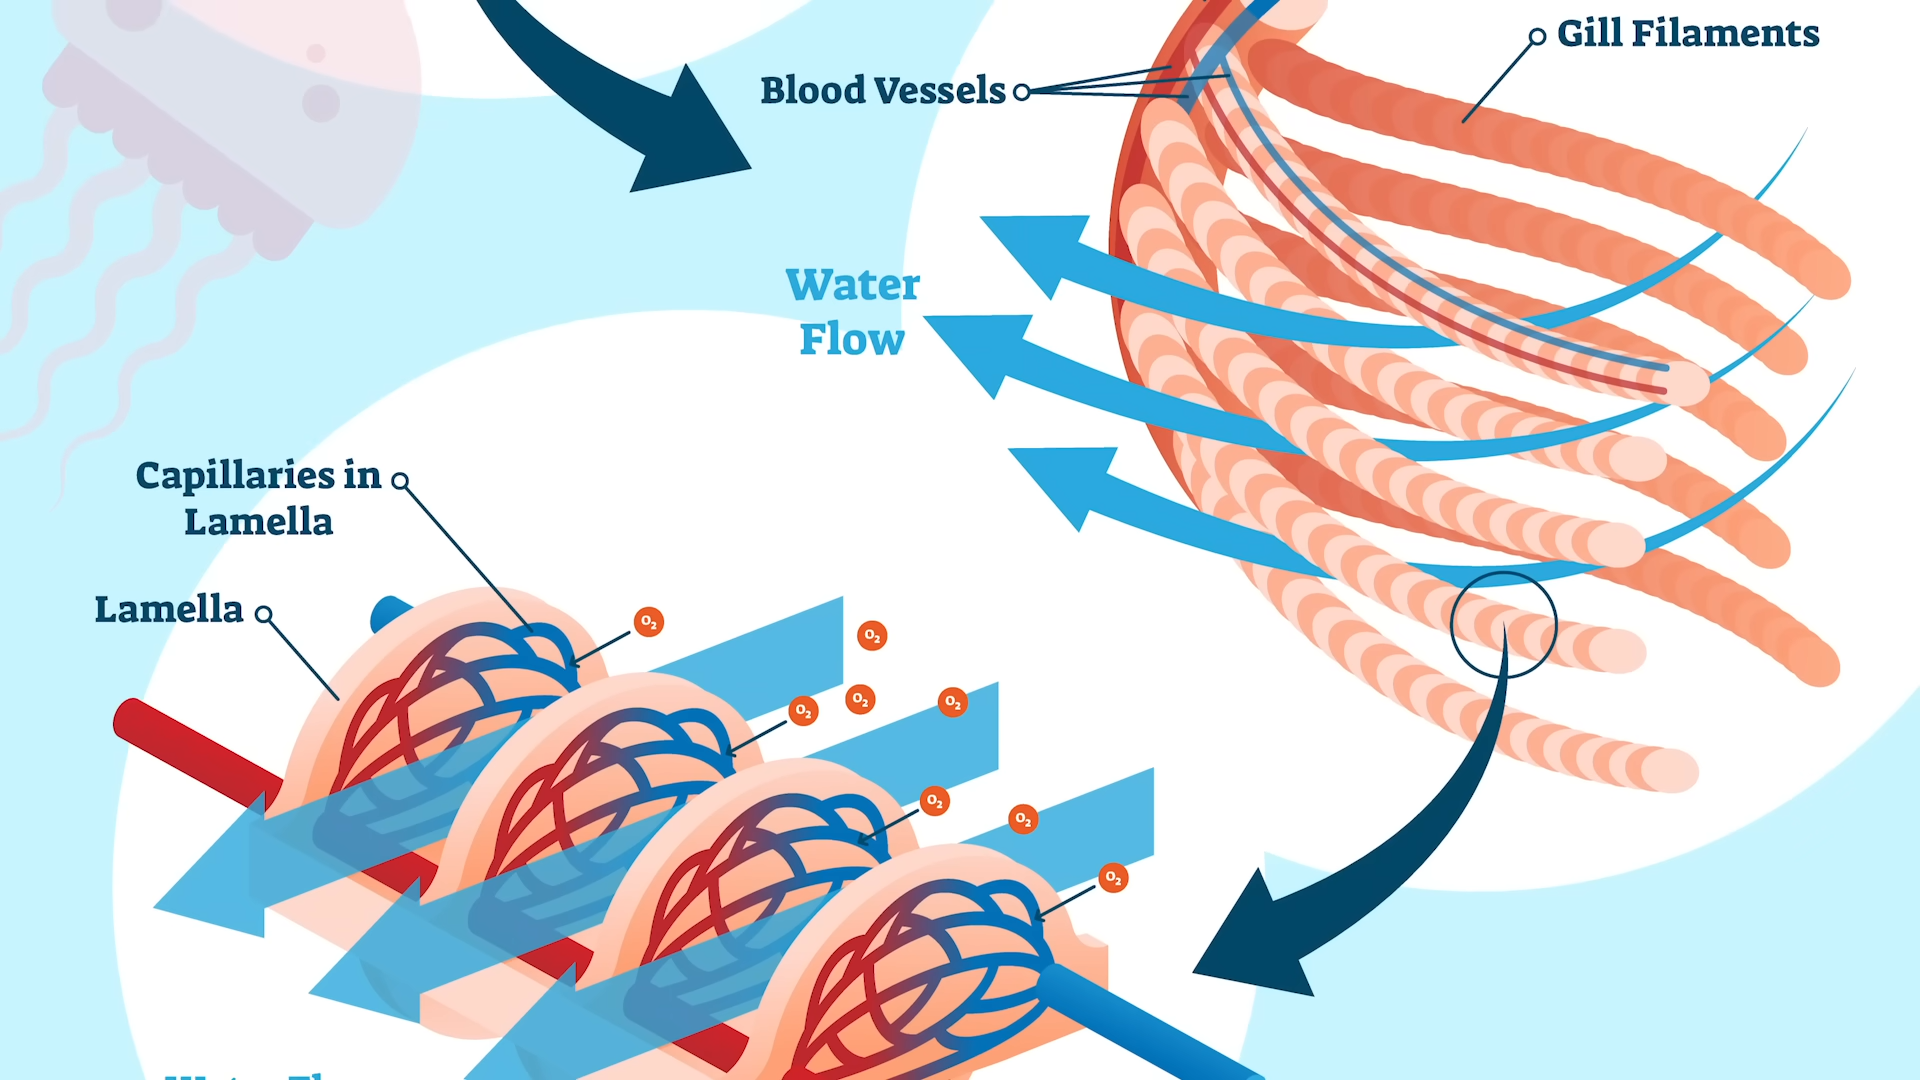 Gill Filaments
Blood Vessels
Water
Flow
Capillaries in
Lamella
Lamella
O₂
O₂
O₂
O₂
O₂
O₂
O₂
O₂